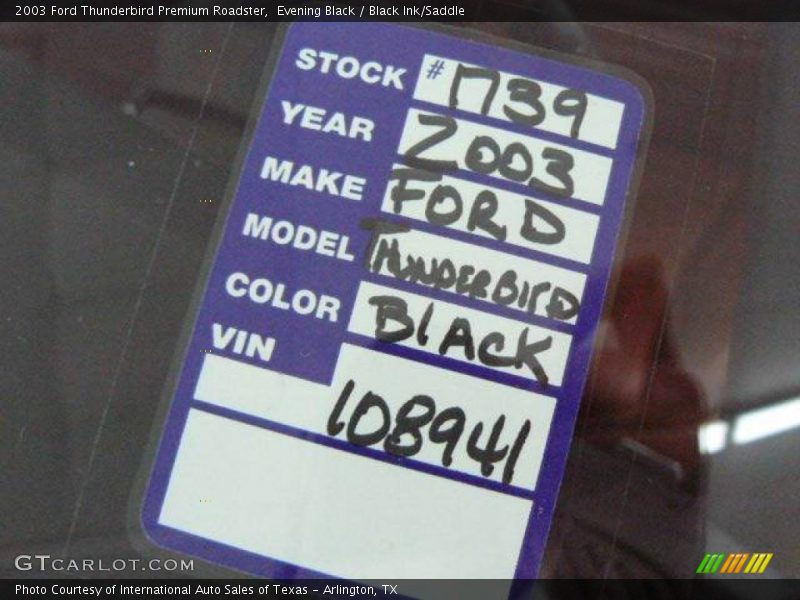 2003 Ford Thunderbird Premium Roadster,  Evening Black / Black Ink/Saddle
STOCK # 1739
YEAR 2003
MAKE FORD
MODEL THUNDERBIRD
COLOR BLACK
VIN 108941
GTCARLOT.COM
Photo Courtesy of International Auto Sales of Texas - Arlington, TX